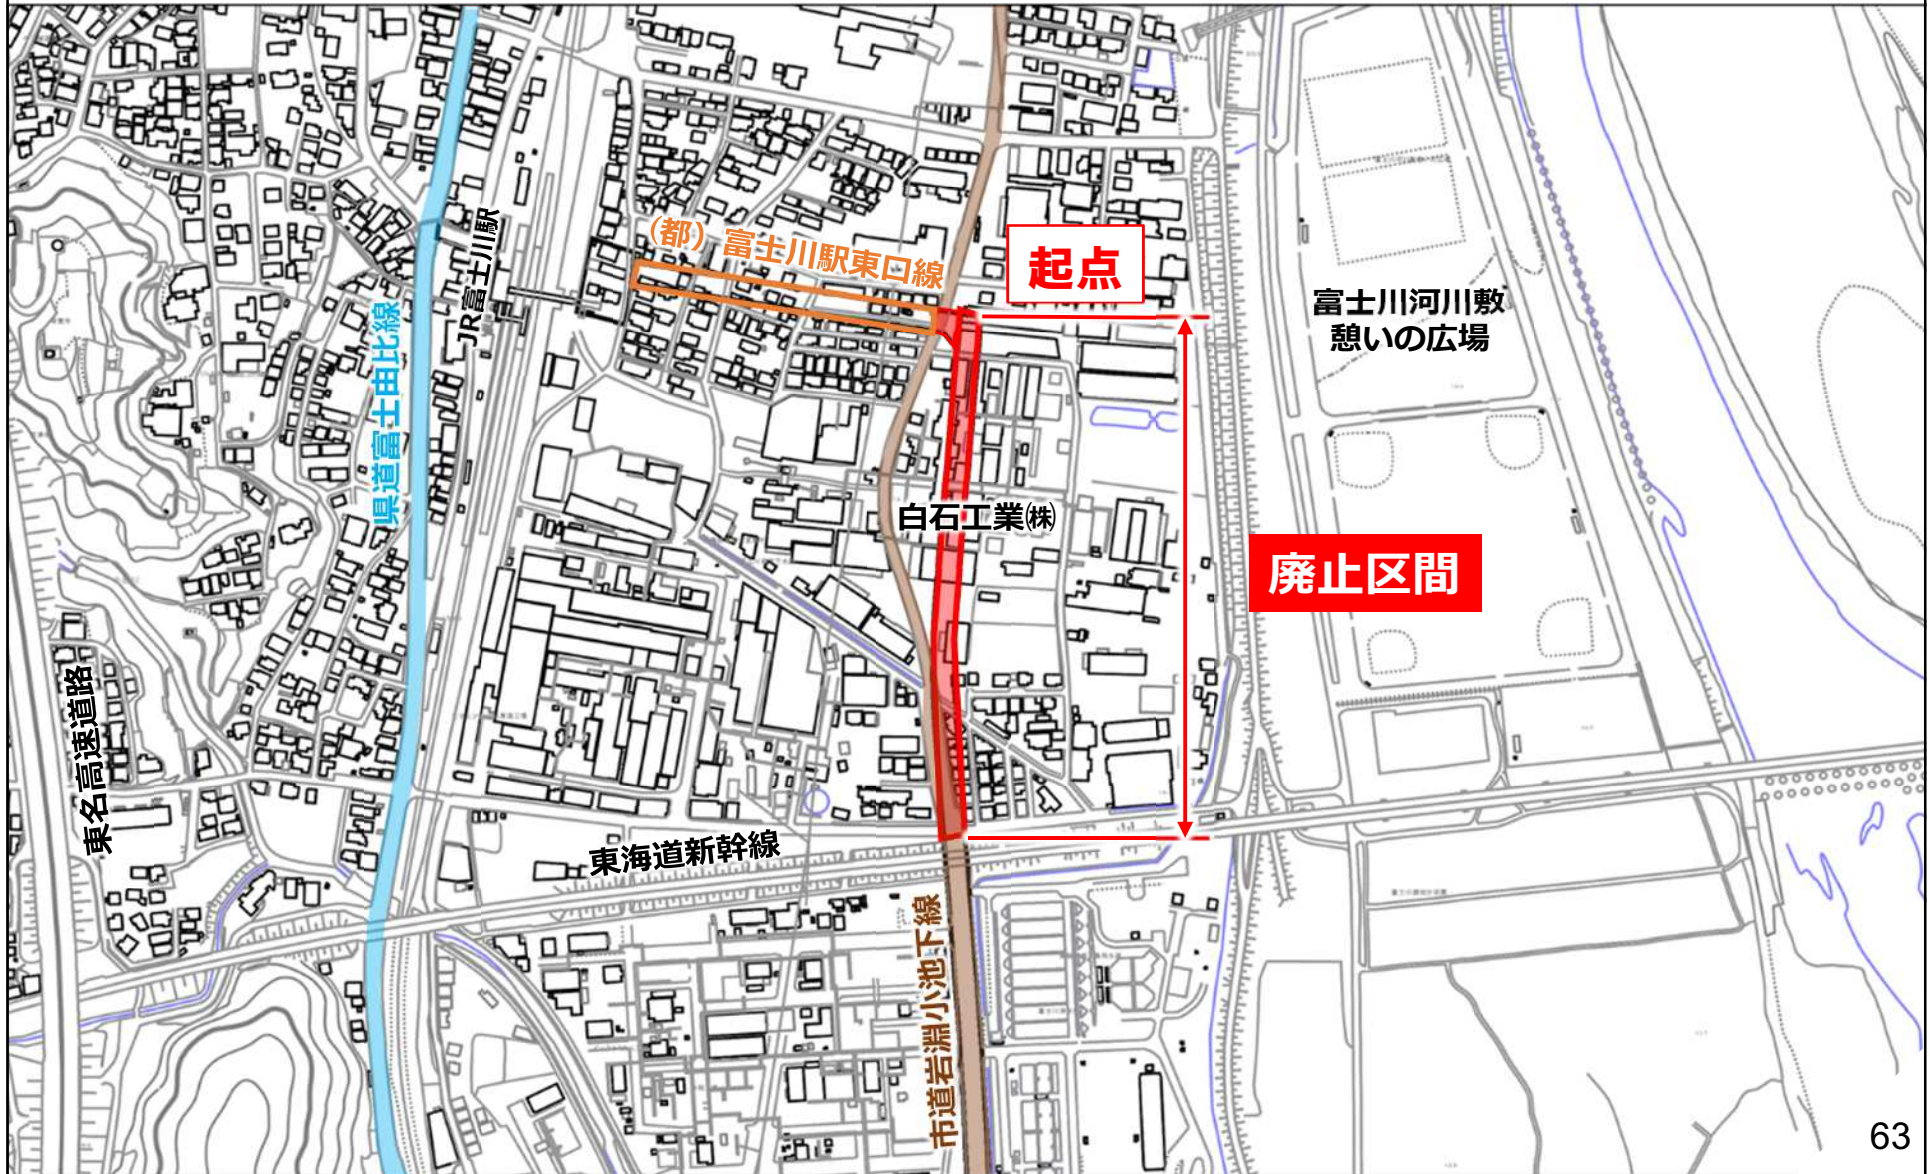 (都)富士川駅東口線
起点
JR富士川駅
富士川河川敷
憩いの広場
県道富士由比線
白石工業㈱
廃止区間
東名高速道路
東海道新幹線
市道岩淵小池下線
63